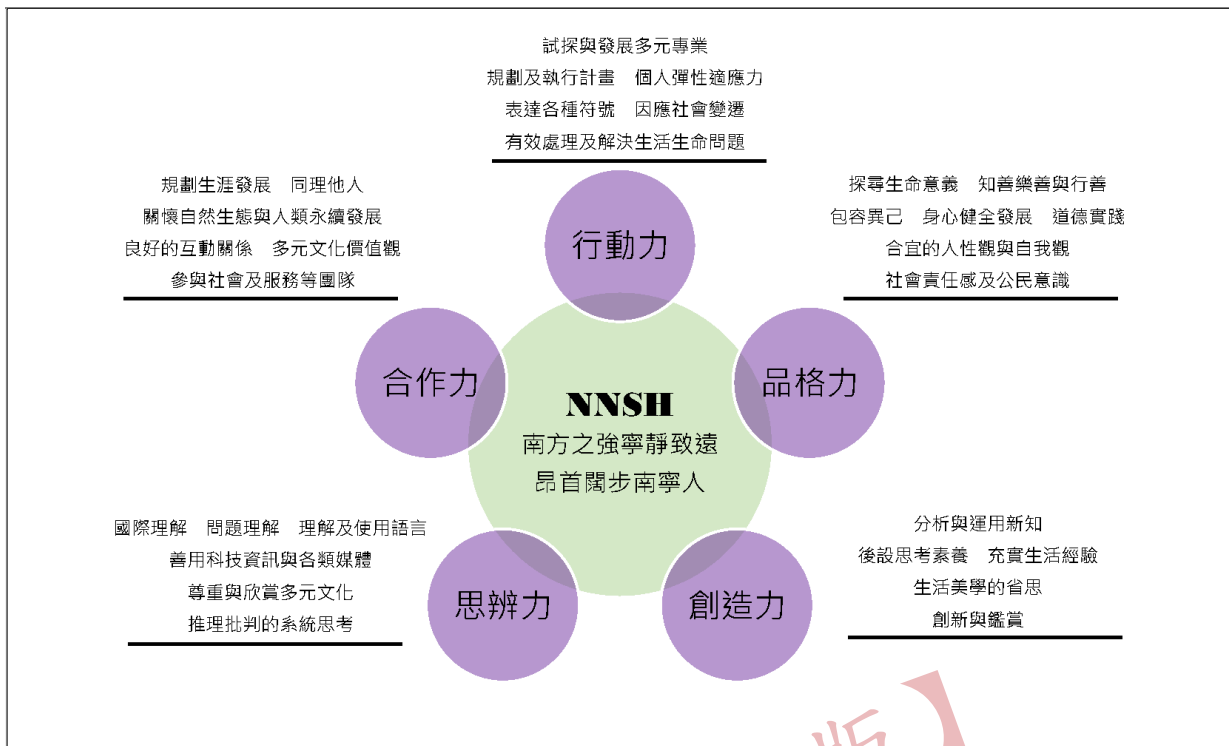 試探與發展多元專業
規劃及執行計畫 個人彈性適應力
表達各種符號 因應社會變遷
有效處理及解決生活生命問題
行動力
規劃生涯發展 同理他人
關懷自然生態與人類永續發展
良好的互動關係 多元文化價值觀
參與社會及服務等團隊
合作力
探尋生命意義 知善樂善與行善
包容異己 身心健全發展 道德實踐
合宜的人性觀與自我觀
社會責任感及公民意識
品格力
NNSH
南方之強寧靜致遠
昂首闊步南寧人
國際理解 問題理解 理解及使用語言
善用科技資訊與各類媒體
尊重與欣賞多元文化
推理批判的系統思考
思辨力
分析與運用新知
後設思考素養 充實生活經驗
生活美學的省思
創新與鑑賞
創造力
版】